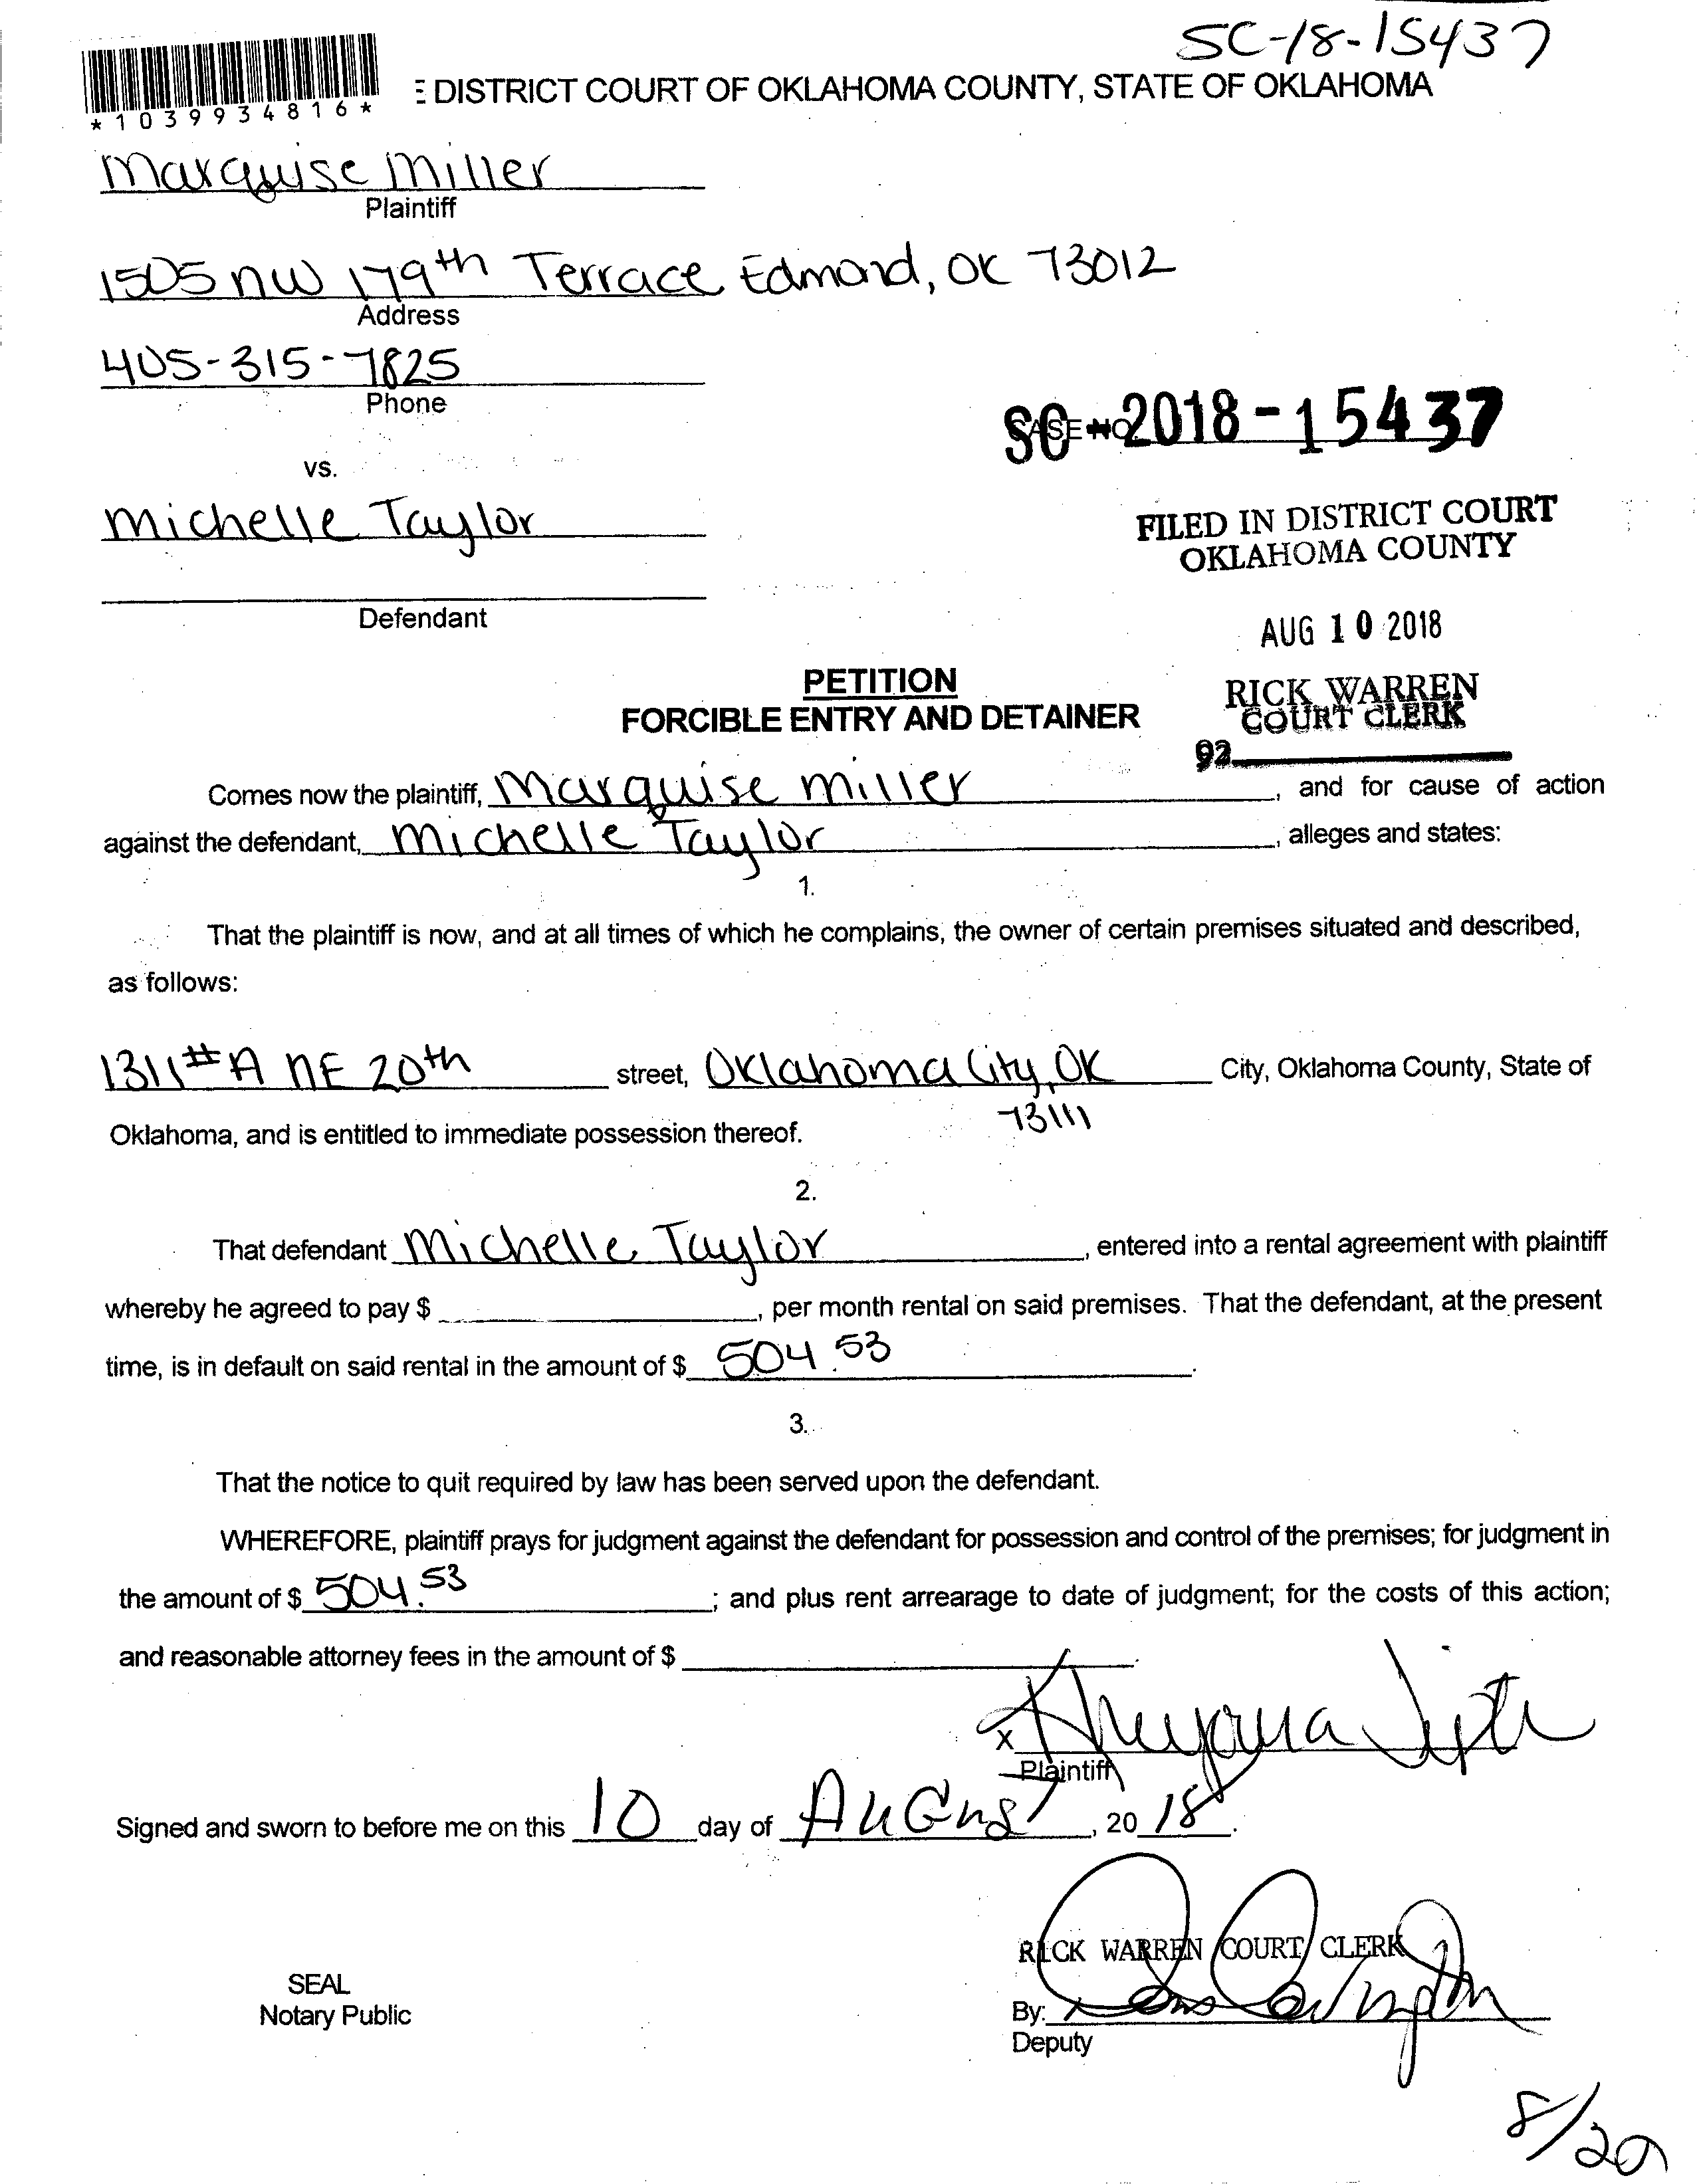 SC-18-15437
*1039934816*
E DISTRICT COURT OF OKLAHOMA COUNTY, STATE OF OKLAHOMA
Marquise Miller
Plaintiff
1505 NW 179th Terrace Edmond, OK 73012
Address
405-315-7825
Phone
SC-2018-15437
CASE NO.
vs.
Michelle Taylor
FILED IN DISTRICT COURT
OKLAHOMA COUNTY
Defendant
AUG 10 2018
PETITION
FORCIBLE ENTRY AND DETAINER
RICK WARREN
COURT CLERK
92
Comes now the plaintiff, Marquise Miller, and for cause of action
against the defendant, Michelle Taylor, alleges and states:
1.
That the plaintiff is now, and at all times of which he complains, the owner of certain premises situated and described,
as follows:
1311 #A NE 20th street, Oklahoma City, OK City, Oklahoma County, State of
73111
Oklahoma, and is entitled to immediate possession thereof.
2.
That defendant Michelle Taylor, entered into a rental agreement with plaintiff
whereby he agreed to pay $ , per month rental on said premises. That the defendant, at the present
time, is in default on said rental in the amount of $ 504.53.
3.
That the notice to quit required by law has been served upon the defendant.
WHEREFORE, plaintiff prays for judgment against the defendant for possession and control of the premises; for judgment in
the amount of $ 504.53; and plus rent arrearage to date of judgment; for the costs of this action;
and reasonable attorney fees in the amount of $ .
X
Plaintiff
Signed and sworn to before me on this 10 day of August, 20 18.
RICK WARREN COURT CLERK
SEAL
Notary Public
By:
Deputy
8/20